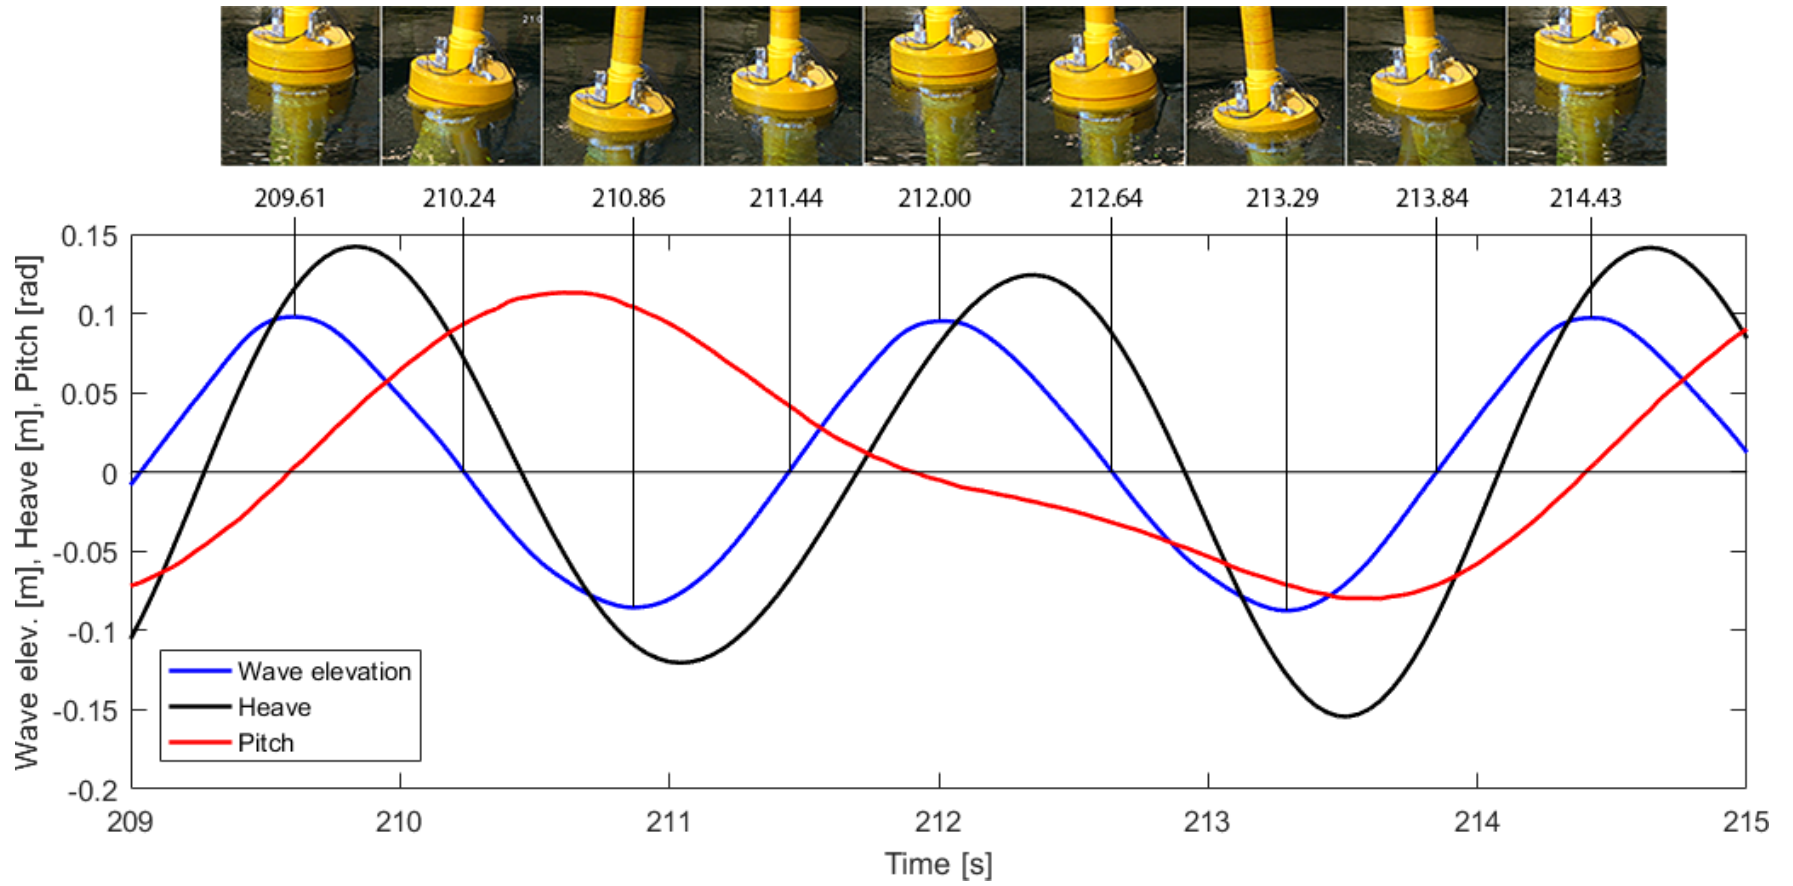 210
209.61 210.24 210.86 211.44 212.00 212.64 213.29 213.84 214.43
Wave elev. [m], Heave [m], Pitch [rad]
0.15
0.1
0.05
0
-0.05
-0.1
-0.15
-0.2
Wave elevation
Heave
Pitch
209 210 211 212 213 214 215
Time [s]